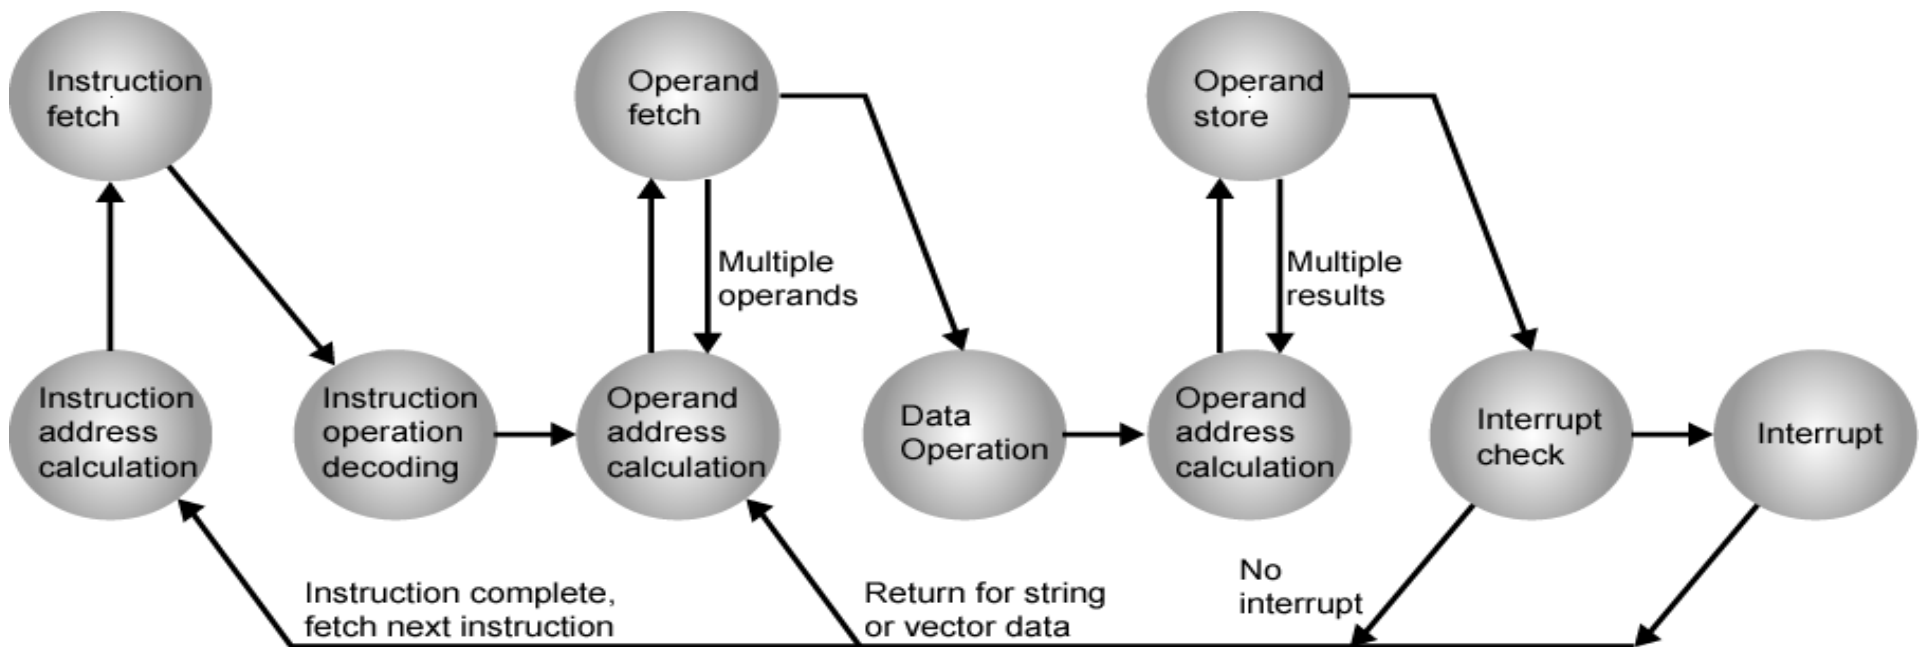 Instruction
fetch
Operand
fetch
Operand
store
Multiple
operands
Multiple
results
Instruction
address
calculation
Instruction
operation
decoding
Operand
address
calculation
Data
Operation
Operand
address
calculation
Interrupt
check
Interrupt
Instruction complete,
fetch next instruction
Return for string
or vector data
No
interrupt